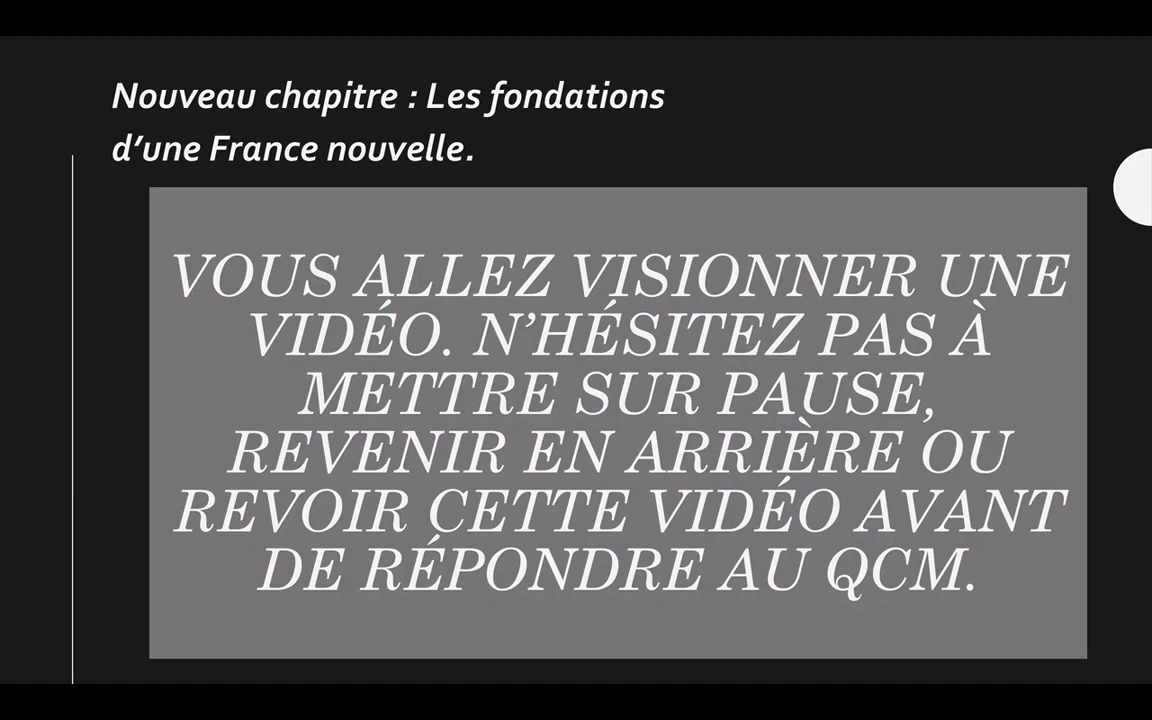 Nouveau chapitre : Les fondations
d’une France nouvelle.
VOUS ALLEZ VISIONNER UNE
VIDÉO. N’HÉSITEZ PAS À
METTRE SUR PAUSE,
REVENIR EN ARRIÈRE OU
REVOIR CETTE VIDÉO AVANT
DE RÉPONDRE AU QCM.